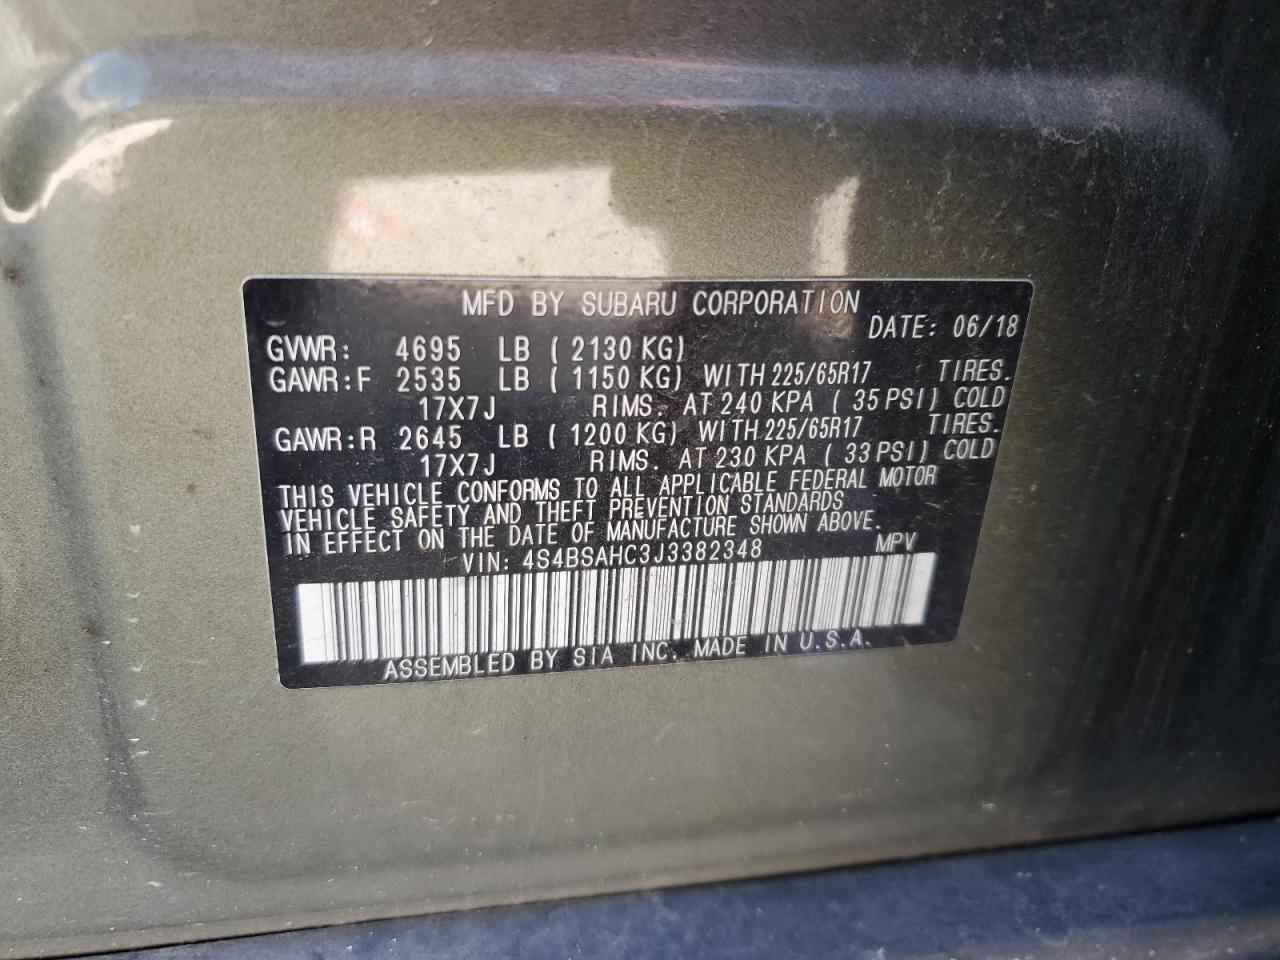 MFD BY SUBARU CORPORATION
DATE: 06/18
GVWR: 4695 LB ( 2130 KG)
GAWR:F 2535 LB ( 1150 KG) WITH 225/65R17 TIRES.
17X7J RIMS. AT 240 KPA ( 35 PSI) COLD
GAWR:R 2645 LB ( 1200 KG) WITH 225/65R17 TIRES.
17X7J RIMS. AT 230 KPA ( 33 PSI) COLD
THIS VEHICLE CONFORMS TO ALL APPLICABLE FEDERAL MOTOR
VEHICLE SAFETY AND THEFT PREVENTION STANDARDS
IN EFFECT ON THE DATE OF MANUFACTURE SHOWN ABOVE.
VIN: 4S4BSAHC3J3382348 MPV
ASSEMBLED BY SIA INC. MADE IN U.S.A.